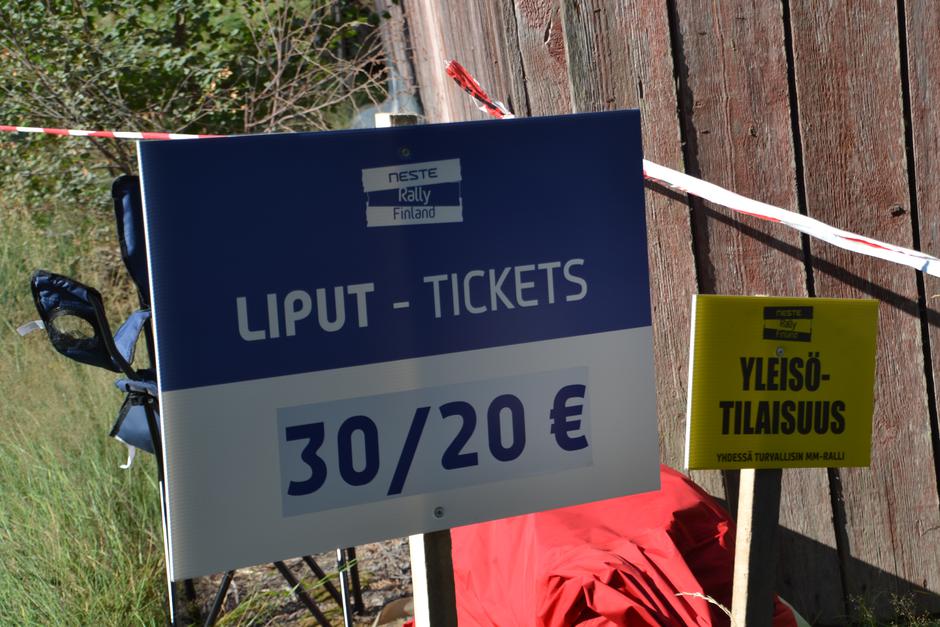 NESTE
Rally
Finland
LIPUT - TICKETS
30/20 €
NESTE
Rally
Finland
YLEISÖ-
TILAISUUS
YHDESSÄ TURVALLISIN MM-RALLI